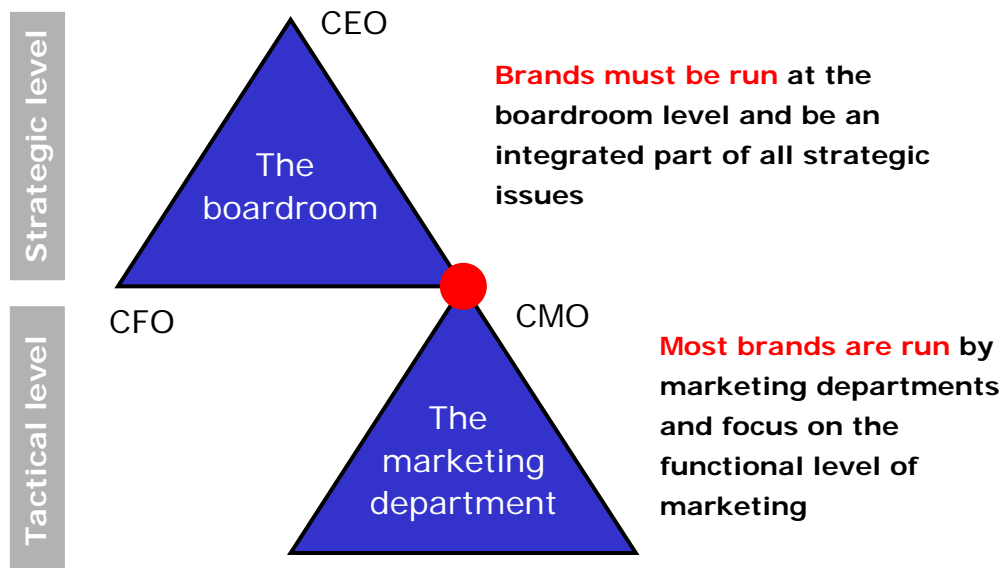 Strategic level
CEO
The
boardroom
Brands must be run at the
boardroom level and be an
integrated part of all strategic
issues
CFO
CMO
Tactical level
The
marketing
department
Most brands are run by
marketing departments
and focus on the
functional level of
marketing